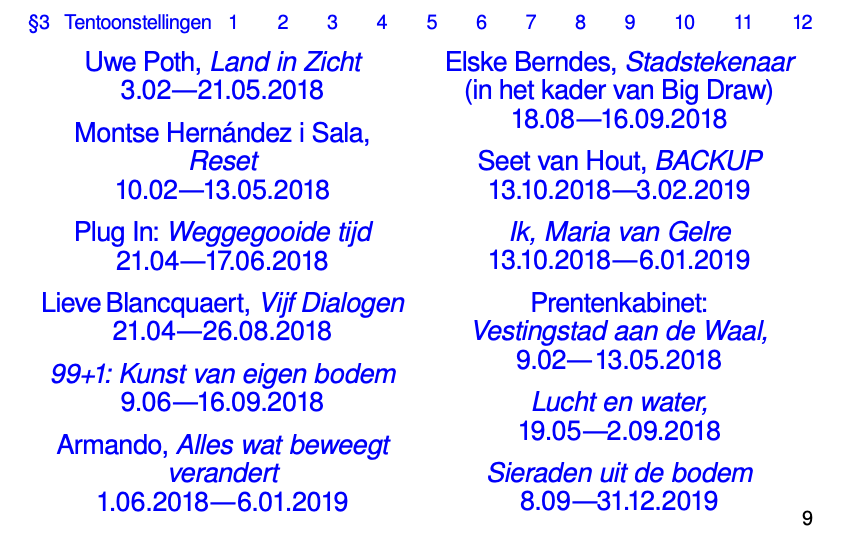 §3 Tentoonstellingen 1 2 3 4 5 6 7 8 9 10 11 12
Uwe Poth, Land in Zicht
3.02—21.05.2018
Montse Hernández i Sala,
Reset
10.02—13.05.2018
Plug In: Weggegooide tijd
21.04—17.06.2018
Lieve Blancquaert, Vijf Dialogen
21.04—26.08.2018
99+1: Kunst van eigen bodem
9.06—16.09.2018
Armando, Alles wat beweegt
verandert
1.06.2018—6.01.2019
Elske Berndes, Stadstekenaar
(in het kader van Big Draw)
18.08—16.09.2018
Seet van Hout, BACKUP
13.10.2018—3.02.2019
Ik, Maria van Gelre
13.10.2018—6.01.2019
Prentenkabinet:
Vestingstad aan de Waal,
9.02— 13.05.2018
Lucht en water,
19.05—2.09.2018
Sieraden uit de bodem
8.09—31.12.2019
9